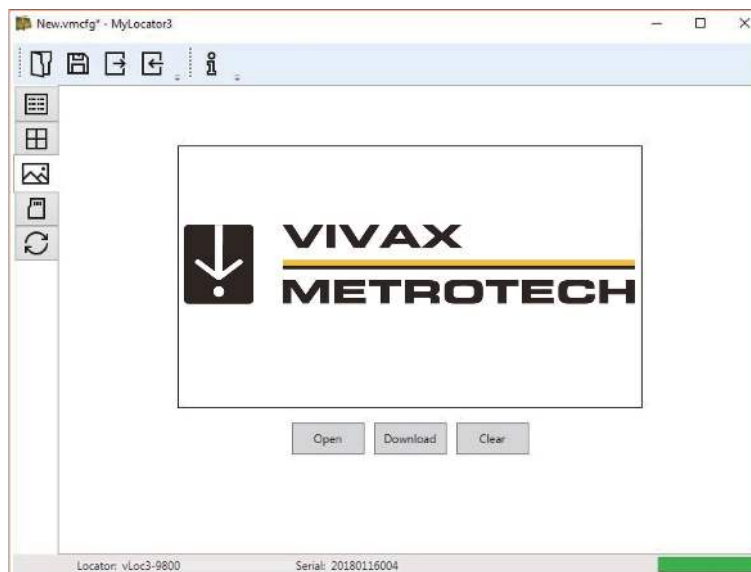 New.vmcfg* - MyLocator3
VIVAX
METROTECH
Open Download Clear
Locator: vLoc3-9800 Serial: 20180116004